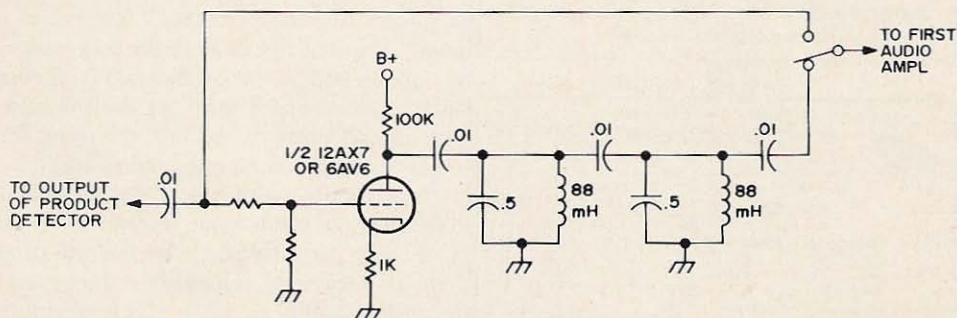 TO FIRST
AUDIO
AMPL
B+
100K
.01
.01
.01
1/2 12AX7
OR 6AV6
TO OUTPUT
OF PRODUCT
DETECTOR
.01
.5
88
mH
.5
88
mH
1K